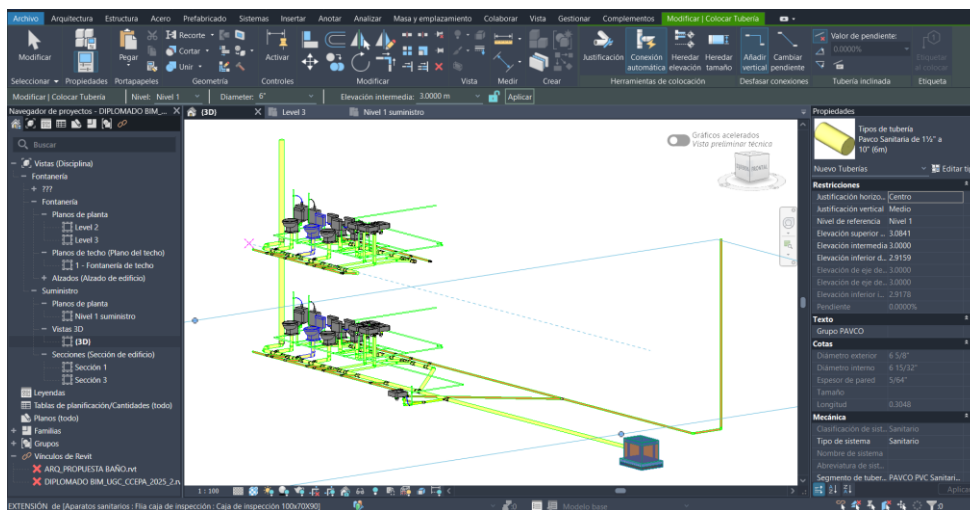 Archivo Arquitectura Estructura Acero Prefabricado Sistemas Insertar Anotar Analizar Masa y emplazamiento Colaborar Vista Gestionar Complementos Modificar | Colocar Tubería
Modificar
Pegar
Recorte
Cortar
Unir
Activar
Justificación Conexión automática Heredar elevación Heredar tamaño
Añadir vertical Cambiar pendiente
Valor de pendiente:
0.0000%
Etiquetar al colocar
Seleccionar Propiedades Portapapeles Geometría Controles Modificar Vista Medir Crear Herramientas de colocación Desfasar conexiones Tubería inclinada Etiqueta
Modificar | Colocar Tubería Nivel: Nivel 1 Diameter: 6" Elevación intermedia: 3.0000 m Aplicar
Navegador de proyectos - DIPLOMADO BIM_... X
{3D} X Level 3 Nivel 1 suministro
Propiedades
Buscar
Vistas (Disciplina)
Fontanería
???
Fontanería
Planos de planta
Level 2
Level 3
Planos de techo (Plano del techo)
1 - Fontanería de techo
Alzados (Alzado de edificio)
Suministro
Planos de planta
Nivel 1 suministro
Vistas 3D
{3D}
Secciones (Sección de edificio)
Sección 1
Sección 3
Leyendas
Tablas de planificación/Cantidades (todo)
Planos (todo)
Familias
Grupos
Vínculos de Revit
ARQ_PROPUESTA BAÑO.rvt
DIPLOMADO BIM_UGC_CCEPA_2025_2.rv
Gráficos acelerados
Vista preliminar técnica
Tipos de tubería
Pavco Sanitaria de 1½" a 10" (6m)
Nuevo Tuberías Editar tip
Restricciones
Justificación horizo... Centro
Justificación vertical Medio
Nivel de referencia Nivel 1
Elevación superior ... 3.0841
Elevación intermedia 3.0000
Elevación inferior d... 2.9159
Elevación de eje de... 3.0000
Elevación de eje de... 3.0000
Elevación inferior i... 2.9178
Pendiente 0.0000%
Texto
Grupo PAVCO
Cotas
Diámetro exterior 6 5/8"
Diámetro interno 6 15/32"
Espesor de pared 5/64"
Tamaño
Longitud 0.3048
Mecánica
Clasificación de sist... Sanitario
Tipo de sistema Sanitario
Nombre de sistema
Abreviatura de sist...
Segmento de tuber... PAVCO PVC Sanitari...
Aplicar
1 : 100
EXTENSIÓN de [Aparatos sanitarios : Flia caja de inspección : Caja de inspección 100x70X90]
:0
Modelo base
:0